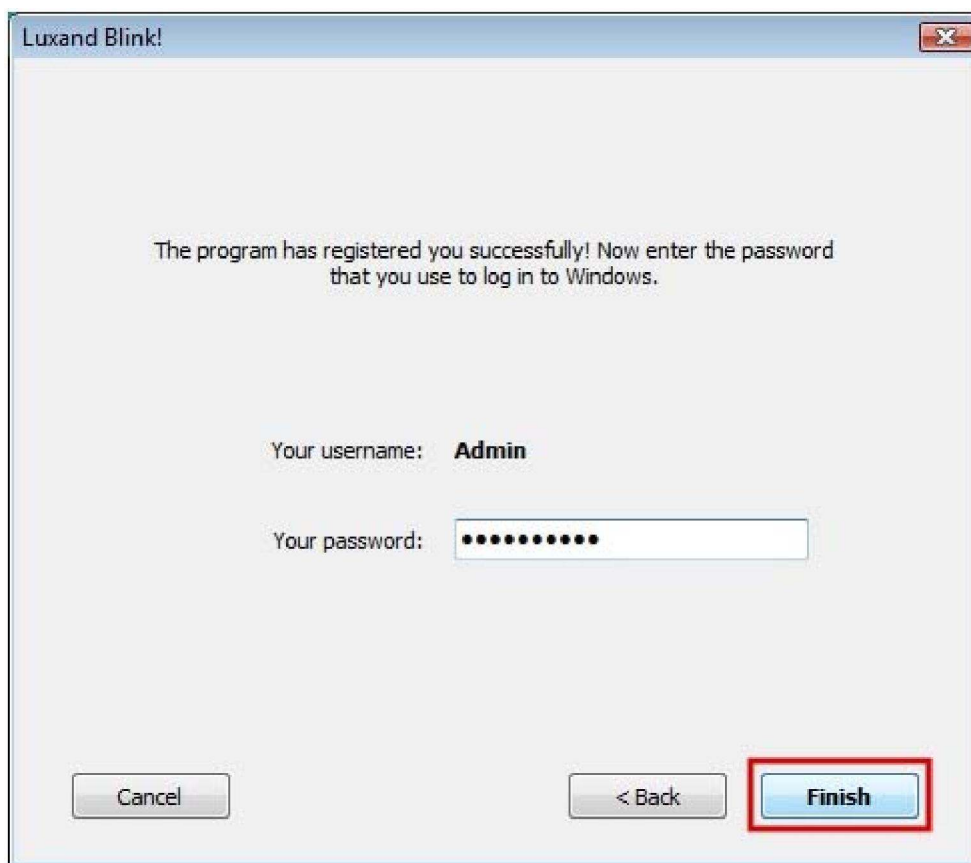 Luxand Blink!
The program has registered you successfully! Now enter the password
that you use to log in to Windows.
Your username: Admin
Your password: ••••••••••
Cancel
< Back
Finish